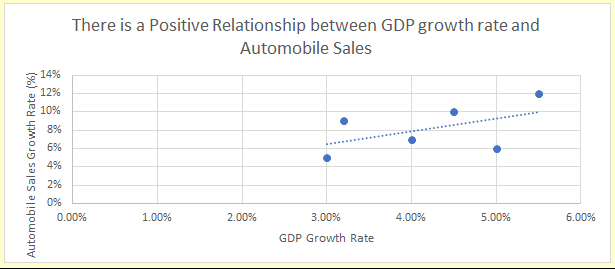 There is a Positive Relationship between GDP growth rate and
Automobile Sales
Automobile Sales Growth Rate (%)
14%
12%
10%
8%
6%
4%
2%
0%
0.00% 1.00% 2.00% 3.00% 4.00% 5.00% 6.00%
GDP Growth Rate